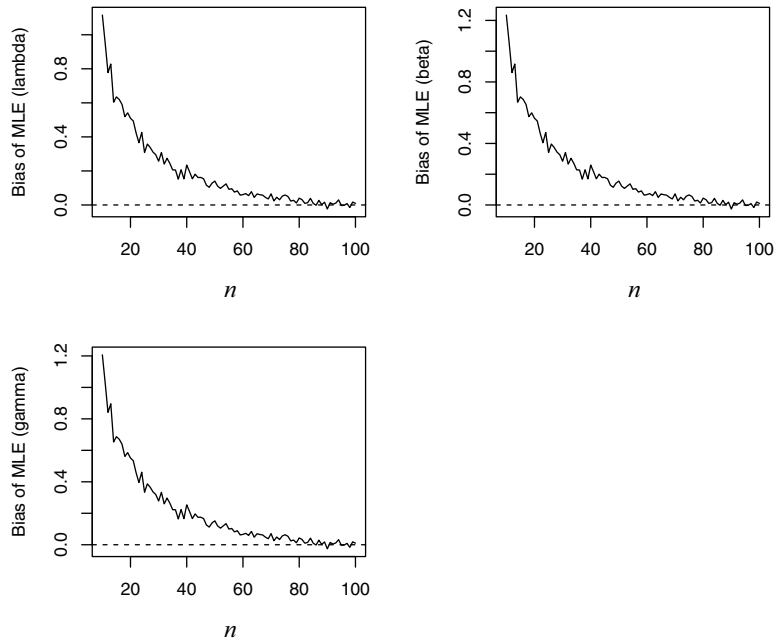 Bias of MLE (lambda)
0.0 0.4 0.8
20 40 60 80 100
n
Bias of MLE (beta)
0.0 0.4 0.8 1.2
20 40 60 80 100
n
Bias of MLE (gamma)
0.0 0.4 0.8 1.2
20 40 60 80 100
n